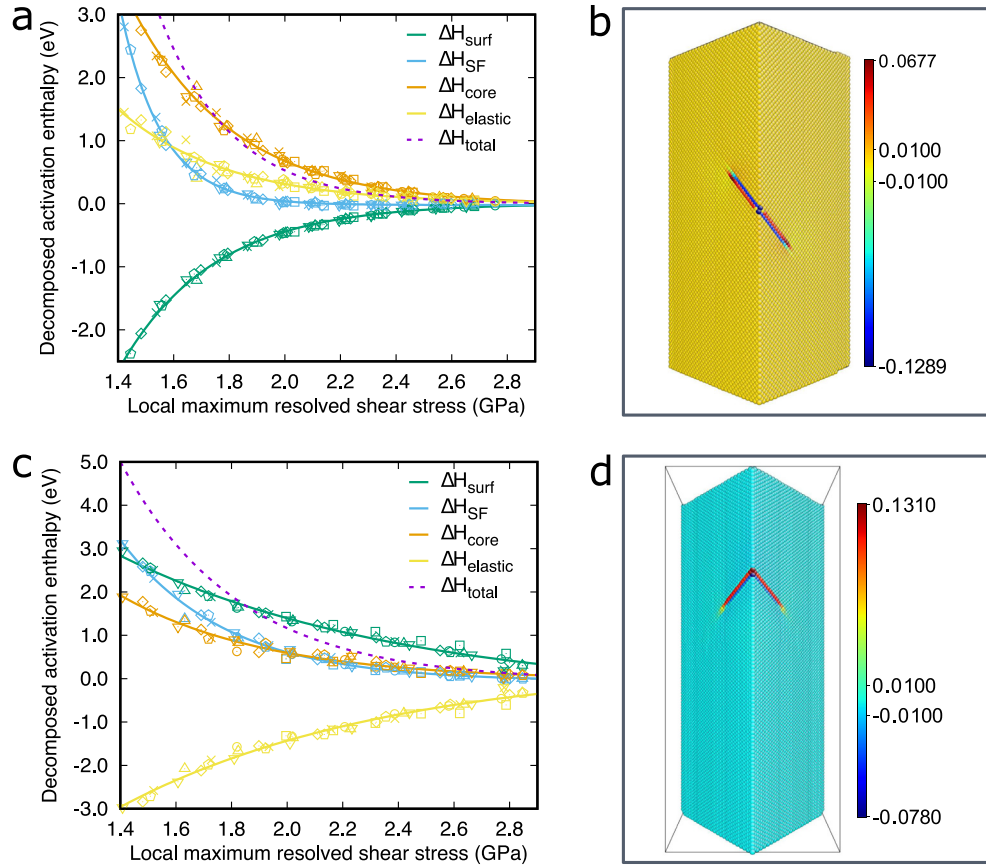 a
Decomposed activation enthalpy (eV)
3.0
2.0
1.0
0.0
-1.0
-2.0
ΔHsurf
ΔHSF
ΔHcore
ΔHelastic
ΔHtotal
1.4 1.6 1.8 2.0 2.2 2.4 2.6 2.8
Local maximum resolved shear stress (GPa)
b
0.0677
0.0100
-0.0100
-0.1289
c
Decomposed activation enthalpy (eV)
5.0
4.0
3.0
2.0
1.0
0.0
-1.0
-2.0
-3.0
ΔHsurf
ΔHSF
ΔHcore
ΔHelastic
ΔHtotal
1.4 1.6 1.8 2.0 2.2 2.4 2.6 2.8
Local maximum resolved shear stress (GPa)
d
0.1310
0.0100
-0.0100
-0.0780